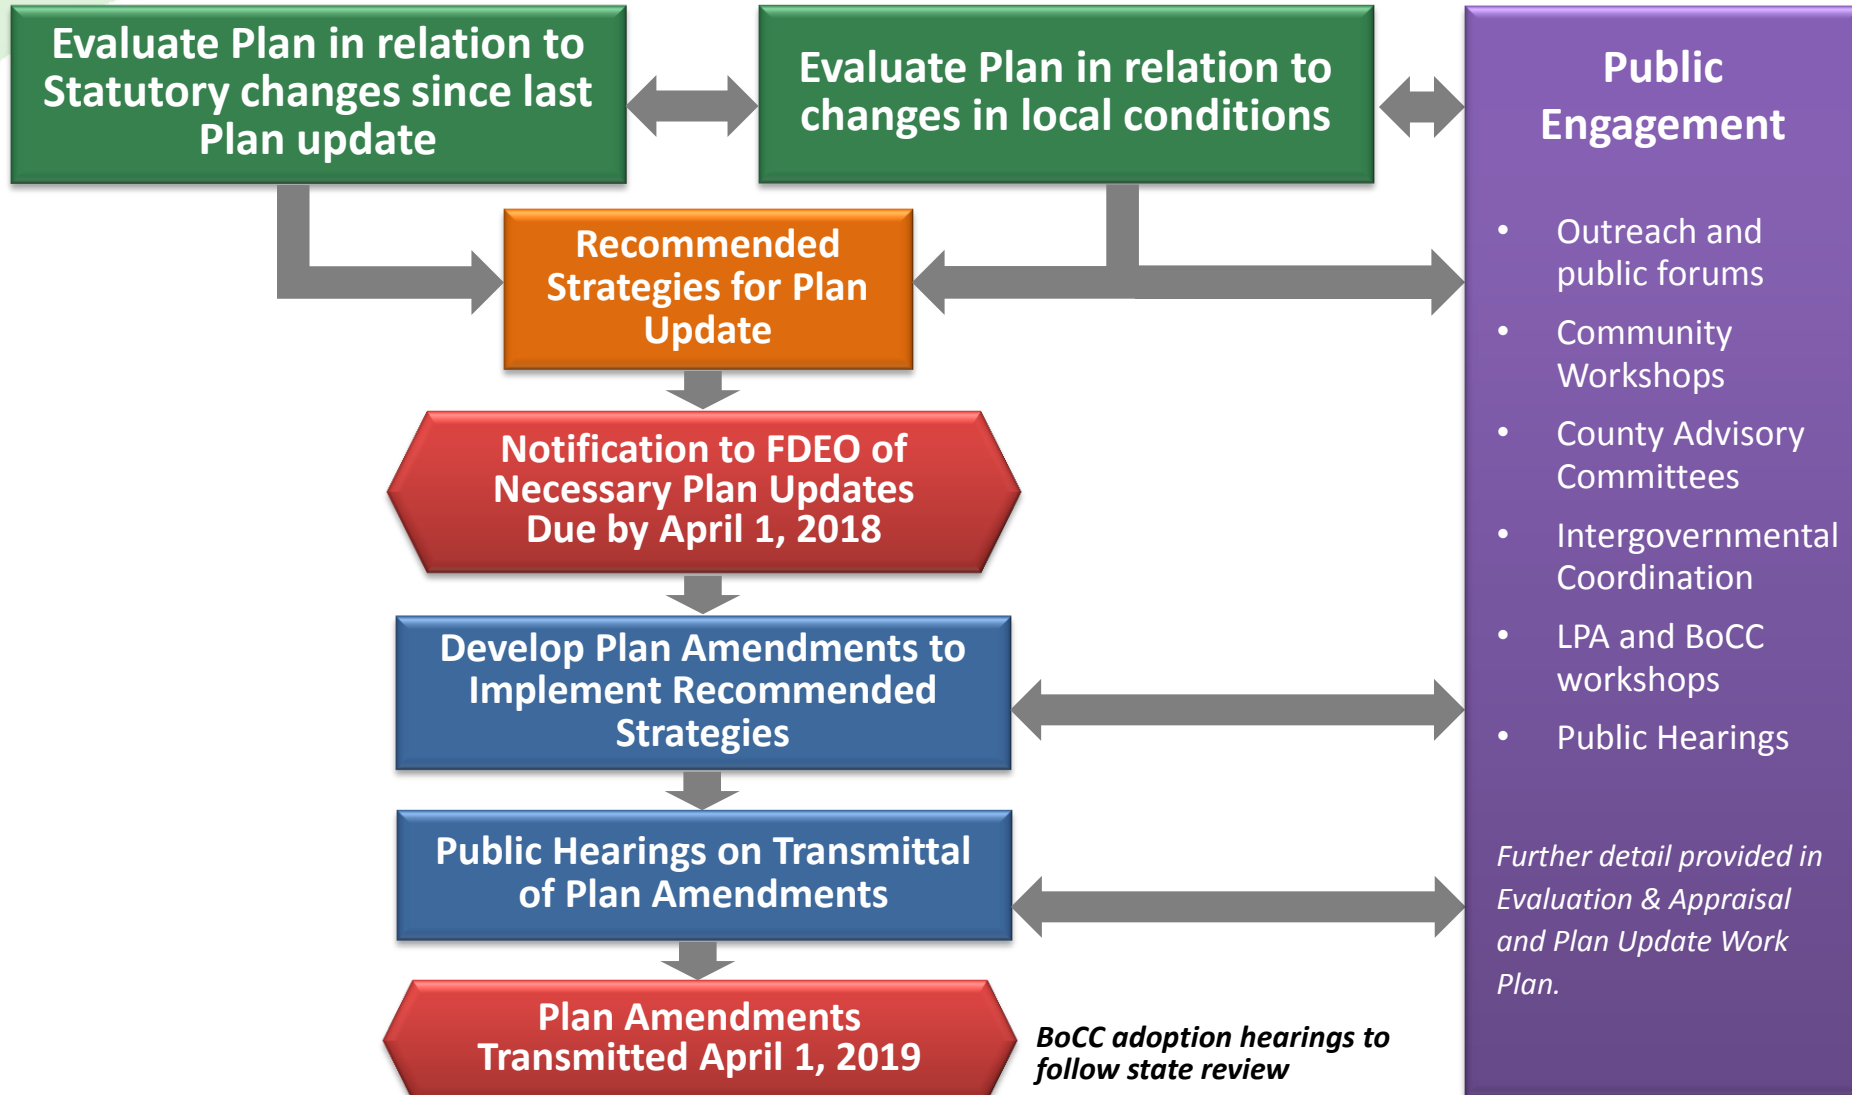 Evaluate Plan in relation to
Statutory changes since last
Plan update
Evaluate Plan in relation to
changes in local conditions
Recommended
Strategies for Plan
Update
Notification to FDEO of
Necessary Plan Updates
Due by April 1, 2018
Develop Plan Amendments to
Implement Recommended
Strategies
Public Hearings on Transmittal
of Plan Amendments
Plan Amendments
Transmitted April 1, 2019
BoCC adoption hearings to
follow state review
Public
Engagement
• Outreach and
public forums
• Community
Workshops
• County Advisory
Committees
• Intergovernmental
Coordination
• LPA and BoCC
workshops
• Public Hearings
Further detail provided in
Evaluation & Appraisal
and Plan Update Work
Plan.